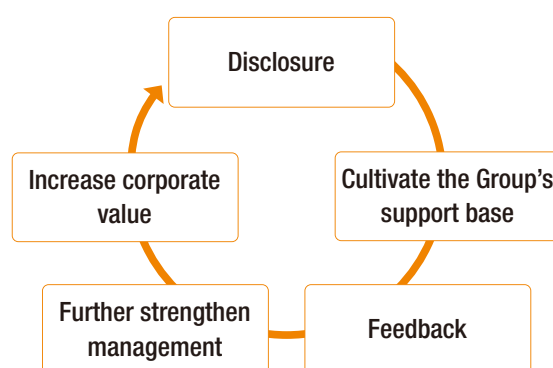 Disclosure
Cultivate the Group’s
support base
Feedback
Further strengthen
management
Increase corporate
value